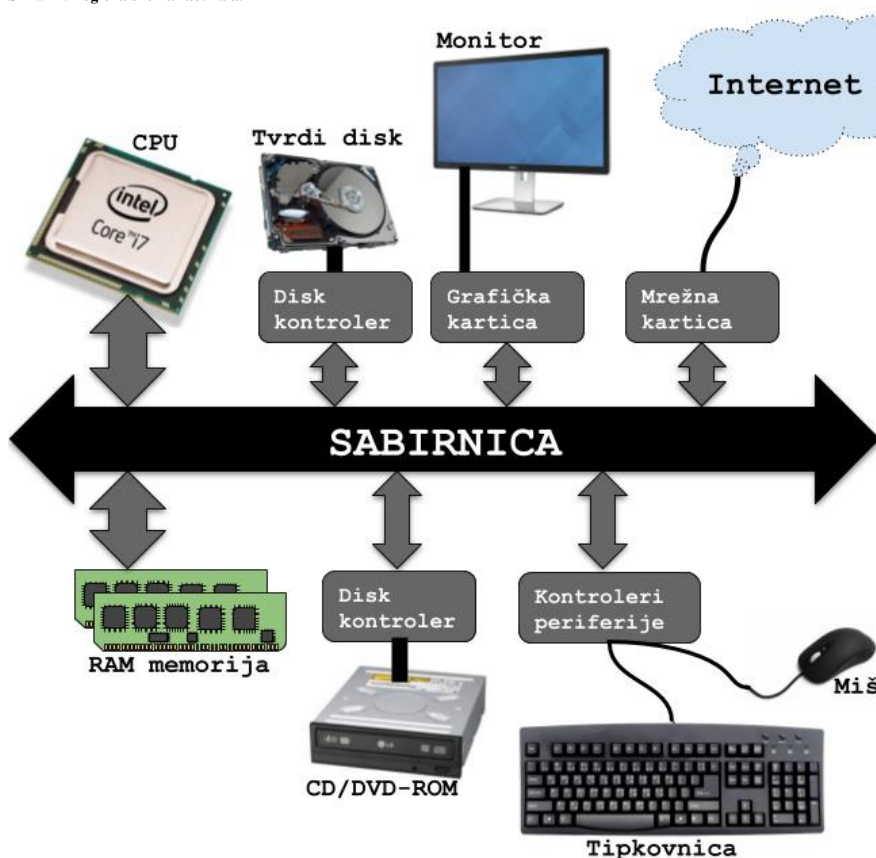 Monitor
Internet
CPU
Tvrdi disk
intel
Core i7
Disk
kontroler
Grafička
kartica
Mrežna
kartica
SABIRNICA
Disk
kontroler
Kontroleri
periferije
RAM memorija
Miš
LG
CD/DVD-ROM
Tipkovnica